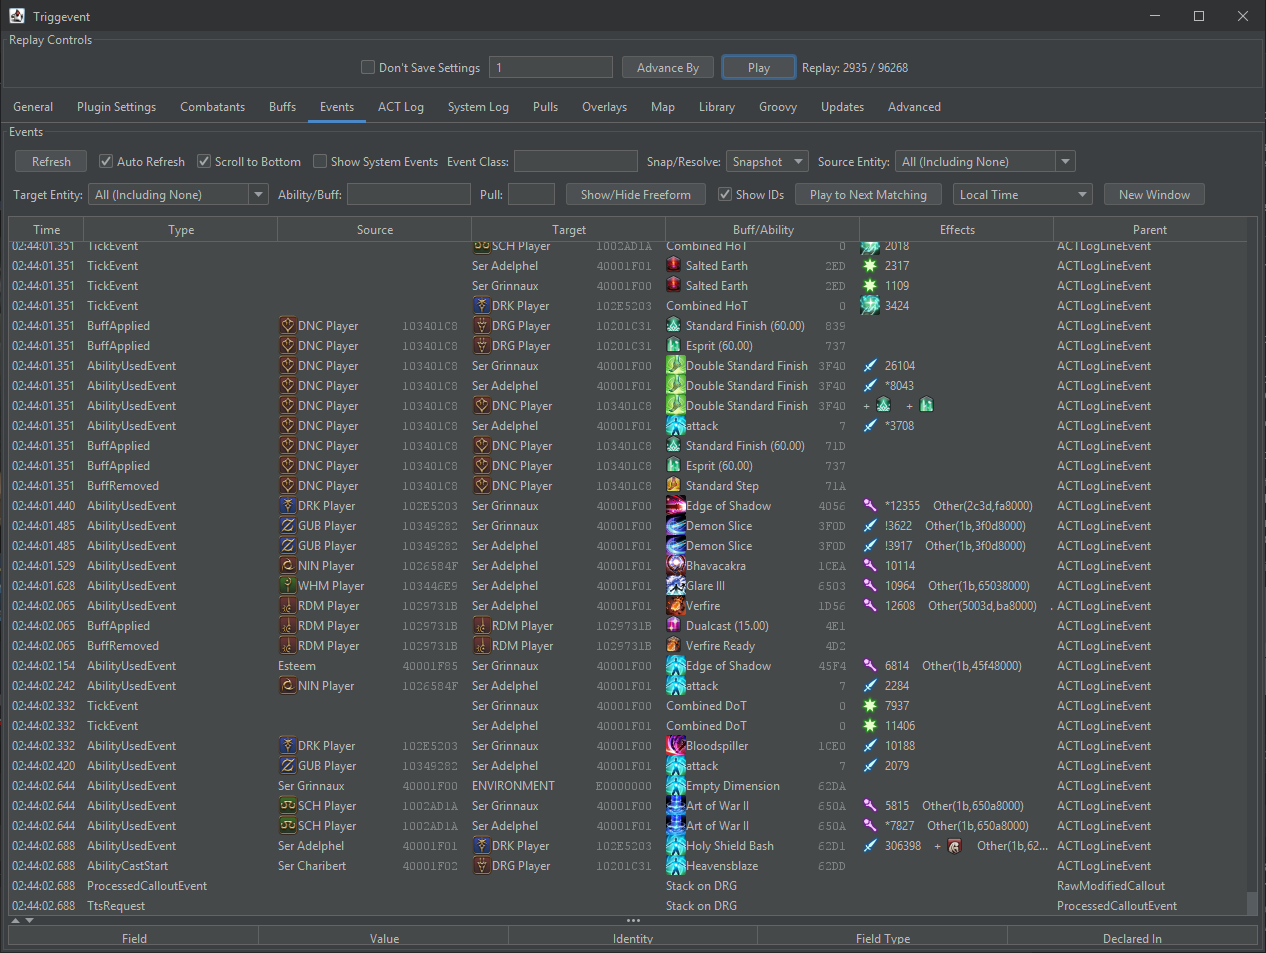 Triggevent
Replay Controls
Don't Save Settings 1 Advance By Play Replay: 2935 / 96268
General Plugin Settings Combatants Buffs Events ACT Log System Log Pulls Overlays Map Library Groovy Updates Advanced
Events
Refresh Auto Refresh Scroll to Bottom Show System Events Event Class: Snap/Resolve: Snapshot Source Entity: All (Including None)
Target Entity: All (Including None) Ability/Buff: Pull: Show/Hide Freeform Show IDs Play to Next Matching Local Time New Window
Time Type Source Target Buff/Ability Effects Parent
02:44:01.351 TickEvent SCH Player 1002AD1A Combined HoT 0 2018 ACTLogLineEvent
02:44:01.351 TickEvent Ser Adelphel 40001F01 Salted Earth 2ED 2317 ACTLogLineEvent
02:44:01.351 TickEvent Ser Grinnaux 40001F00 Salted Earth 2ED 1109 ACTLogLineEvent
02:44:01.351 TickEvent DRK Player 102E5203 Combined HoT 0 3424 ACTLogLineEvent
02:44:01.351 BuffApplied DNC Player 103401C8 DRG Player 10201C31 Standard Finish (60.00) 839 ACTLogLineEvent
02:44:01.351 BuffApplied DNC Player 103401C8 DRG Player 10201C31 Esprit (60.00) 737 ACTLogLineEvent
02:44:01.351 AbilityUsedEvent DNC Player 103401C8 Ser Grinnaux 40001F00 Double Standard Finish 3F40 26104 ACTLogLineEvent
02:44:01.351 AbilityUsedEvent DNC Player 103401C8 Ser Adelphel 40001F01 Double Standard Finish 3F40 *8043 ACTLogLineEvent
02:44:01.351 AbilityUsedEvent DNC Player 103401C8 DNC Player 103401C8 Double Standard Finish 3F40 + + ACTLogLineEvent
02:44:01.351 AbilityUsedEvent DNC Player 103401C8 Ser Adelphel 40001F01 attack 7 *3708 ACTLogLineEvent
02:44:01.351 BuffApplied DNC Player 103401C8 DNC Player 103401C8 Standard Finish (60.00) 71D ACTLogLineEvent
02:44:01.351 BuffApplied DNC Player 103401C8 DNC Player 103401C8 Esprit (60.00) 737 ACTLogLineEvent
02:44:01.351 BuffRemoved DNC Player 103401C8 DNC Player 103401C8 Standard Step 71A ACTLogLineEvent
02:44:01.440 AbilityUsedEvent DRK Player 102E5203 Ser Grinnaux 40001F00 Edge of Shadow 4056 *12355 Other(2c3d,fa8000) ACTLogLineEvent
02:44:01.485 AbilityUsedEvent GUB Player 10349282 Ser Grinnaux 40001F00 Demon Slice 3F0D !3622 Other(1b,3f0d8000) ACTLogLineEvent
02:44:01.485 AbilityUsedEvent GUB Player 10349282 Ser Adelphel 40001F01 Demon Slice 3F0D !3917 Other(1b,3f0d8000) ACTLogLineEvent
02:44:01.529 AbilityUsedEvent NIN Player 1026584F Ser Adelphel 40001F01 Bhavacakra 1CEA 10114 ACTLogLineEvent
02:44:01.628 AbilityUsedEvent WHM Player 103446E9 Ser Adelphel 40001F01 Glare III 6503 10964 Other(1b,65038000) ACTLogLineEvent
02:44:02.065 AbilityUsedEvent RDM Player 1029731B Ser Adelphel 40001F01 Verfire 1D56 12608 Other(5003d,ba8000) . ACTLogLineEvent
02:44:02.065 BuffApplied RDM Player 1029731B RDM Player 1029731B Dualcast (15.00) 4E1 ACTLogLineEvent
02:44:02.065 BuffRemoved RDM Player 1029731B RDM Player 1029731B Verfire Ready 4D2 ACTLogLineEvent
02:44:02.154 AbilityUsedEvent Esteem 40001F85 Ser Grinnaux 40001F00 Edge of Shadow 45F4 6814 Other(1b,45f48000) ACTLogLineEvent
02:44:02.242 AbilityUsedEvent NIN Player 1026584F Ser Adelphel 40001F01 attack 7 2284 ACTLogLineEvent
02:44:02.332 TickEvent Ser Grinnaux 40001F00 Combined DoT 0 7937 ACTLogLineEvent
02:44:02.332 TickEvent Ser Adelphel 40001F01 Combined DoT 0 11406 ACTLogLineEvent
02:44:02.332 AbilityUsedEvent DRK Player 102E5203 Ser Grinnaux 40001F00 Bloodspiller 1CE0 10188 ACTLogLineEvent
02:44:02.420 AbilityUsedEvent GUB Player 10349282 Ser Adelphel 40001F01 attack 7 2079 ACTLogLineEvent
02:44:02.644 AbilityUsedEvent Ser Grinnaux 40001F00 ENVIRONMENT E0000000 Empty Dimension 62DA ACTLogLineEvent
02:44:02.644 AbilityUsedEvent SCH Player 1002AD1A Ser Grinnaux 40001F00 Art of War II 650A 5815 Other(1b,650a8000) ACTLogLineEvent
02:44:02.644 AbilityUsedEvent SCH Player 1002AD1A Ser Adelphel 40001F01 Art of War II 650A *7827 Other(1b,650a8000) ACTLogLineEvent
02:44:02.688 AbilityUsedEvent Ser Adelphel 40001F01 DRK Player 102E5203 Holy Shield Bash 62D1 306398 + Other(1b,62... ACTLogLineEvent
02:44:02.688 AbilityCastStart Ser Charibert 40001F02 DRG Player 10201C31 Heavensblaze 62DD ACTLogLineEvent
02:44:02.688 ProcessedCalloutEvent Stack on DRG RawModifiedCallout
02:44:02.688 TtsRequest Stack on DRG ProcessedCalloutEvent
Field Value Identity Field Type Declared In